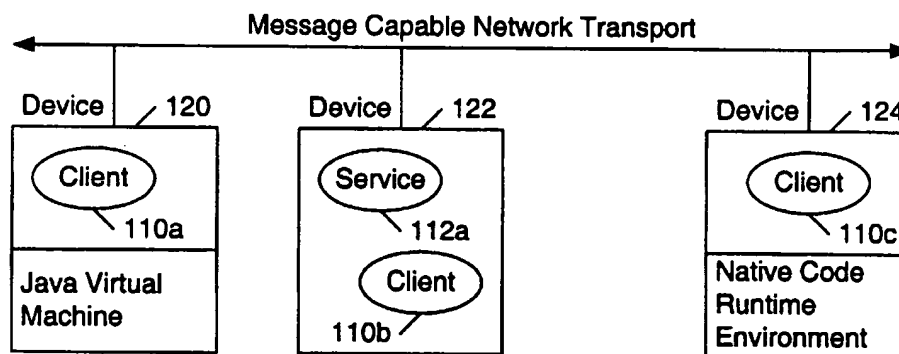 Message Capable Network Transport
Device 120
Device 122
Device 124
Client
110a
Java Virtual
Machine
Service
112a
Client
110b
Client
110c
Native Code
Runtime
Environment